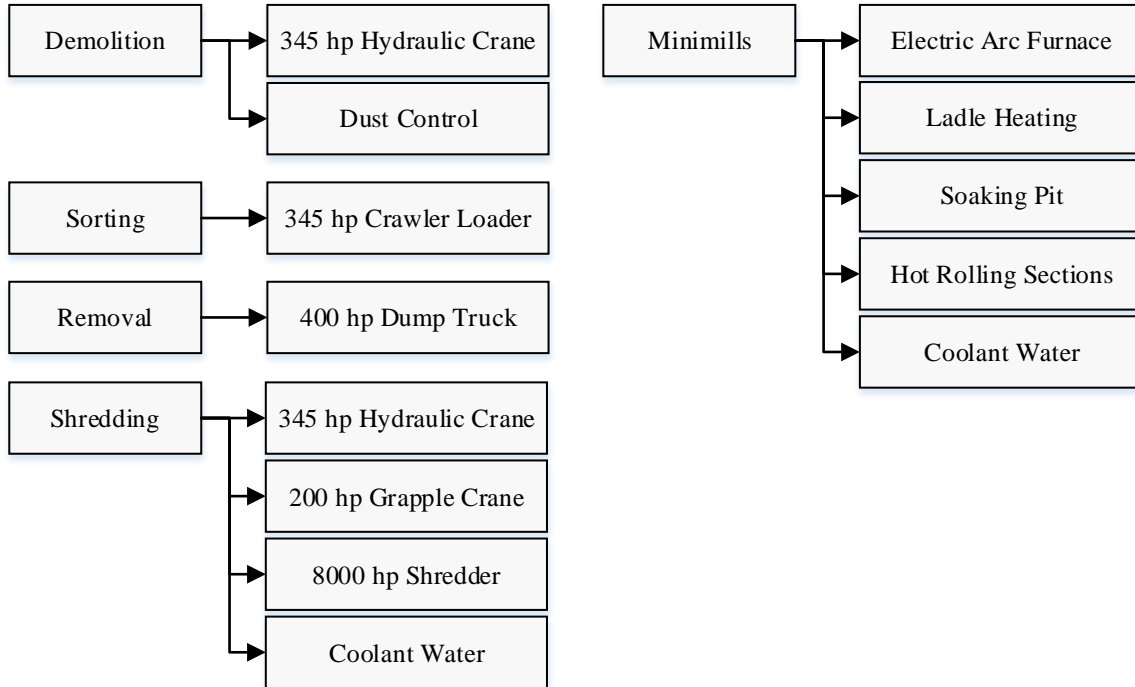 Demolition
345 hp Hydraulic Crane
Dust Control
Sorting
345 hp Crawler Loader
Removal
400 hp Dump Truck
Shredding
345 hp Hydraulic Crane
200 hp Grapple Crane
8000 hp Shredder
Coolant Water
Minimills
Electric Arc Furnace
Ladle Heating
Soaking Pit
Hot Rolling Sections
Coolant Water